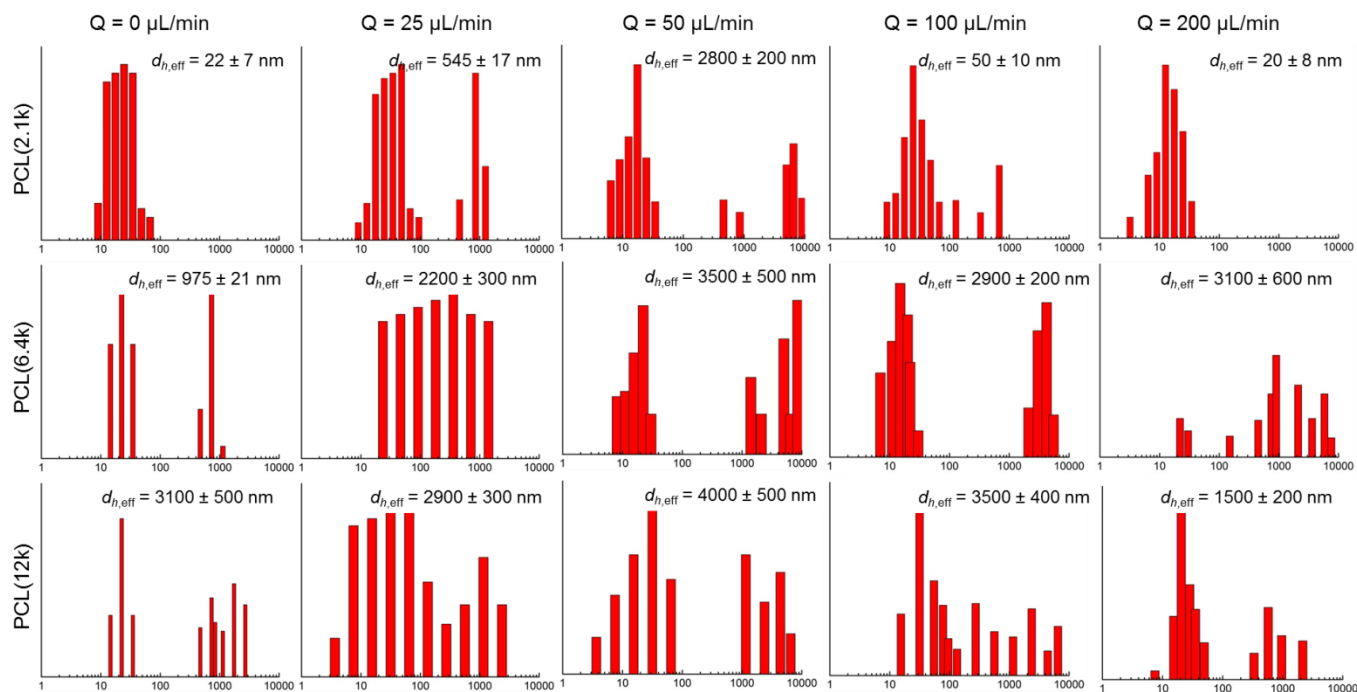 Q = 0 µL/min Q = 25 µL/min Q = 50 µL/min Q = 100 µL/min Q = 200 µL/min
PCL(2.1k)
dh,eff = 22 ± 7 nm dh,eff = 545 ± 17 nm dh,eff = 2800 ± 200 nm dh,eff = 50 ± 10 nm dh,eff = 20 ± 8 nm
1 10 100 1000 10000 1 10 100 1000 10000 1 10 100 1000 10000 1 10 100 1000 10000 1 10 100 1000 10000
PCL(6.4k)
dh,eff = 975 ± 21 nm dh,eff = 2200 ± 300 nm dh,eff = 3500 ± 500 nm dh,eff = 2900 ± 200 nm dh,eff = 3100 ± 600 nm
1 10 100 1000 10000 1 10 100 1000 10000 1 10 100 1000 10000 1 10 100 1000 10000 1 10 100 1000 10000
PCL(12k)
dh,eff = 3100 ± 500 nm dh,eff = 2900 ± 300 nm dh,eff = 4000 ± 500 nm dh,eff = 3500 ± 400 nm dh,eff = 1500 ± 200 nm
1 10 100 1000 10000 1 10 100 1000 10000 1 10 100 1000 10000 1 10 100 1000 10000 1 10 100 1000 10000